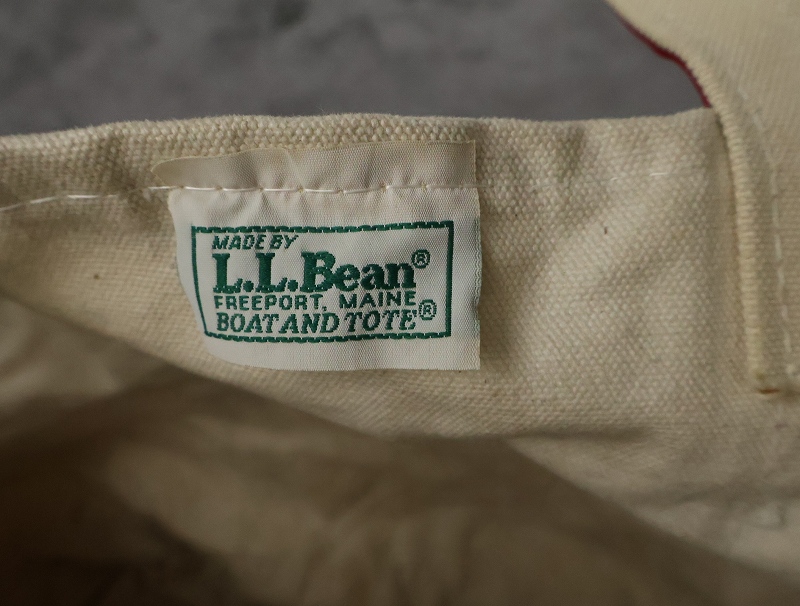 MADE BY
L.L.Bean®
FREEPORT, MAINE
BOAT AND TOTE®